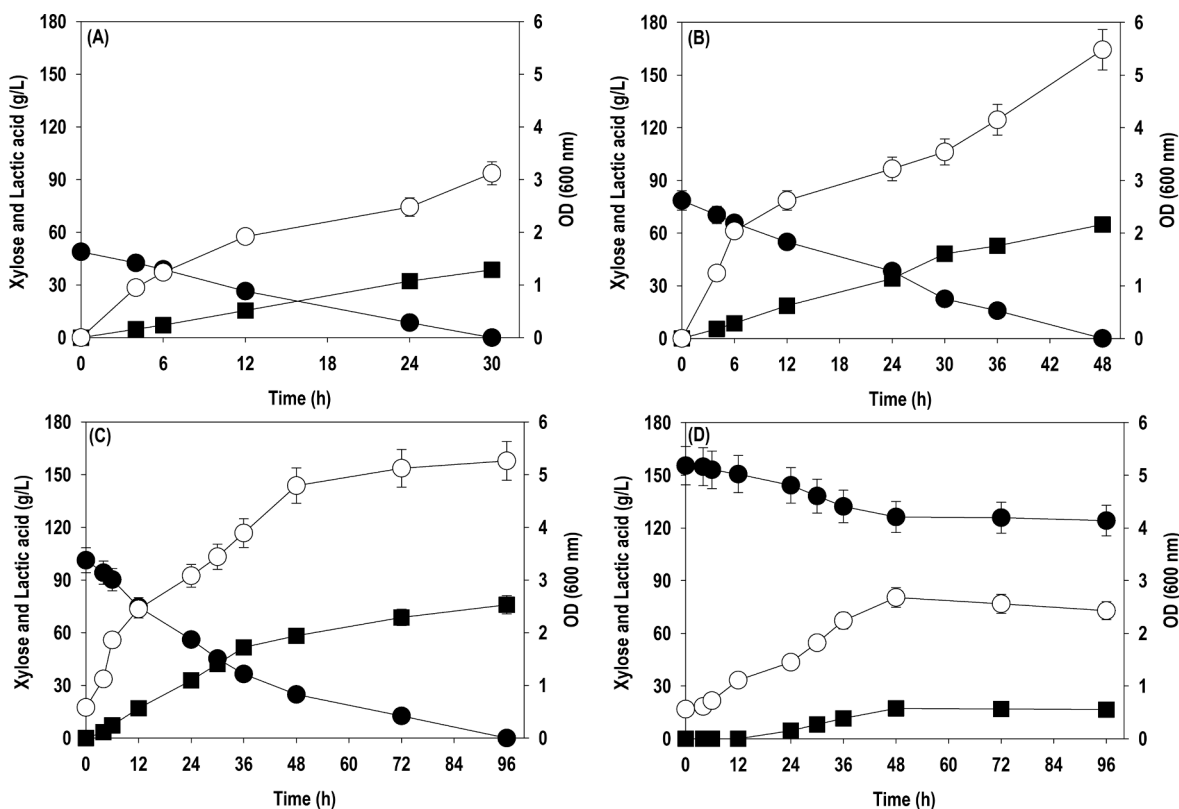 (A)
Xylose and Lactic acid (g/L)
180
150
120
90
60
30
0
6
5
4
3
2
1
0
OD (600 nm)
0 6 12 18 24 30
Time (h)
(B)
Xylose and Lactic acid (g/L)
180
150
120
90
60
30
0
6
5
4
3
2
1
0
OD (600 nm)
0 6 12 18 24 30 36 42 48
Time (h)
(C)
Xylose and Lactic acid (g/L)
180
150
120
90
60
30
0
6
5
4
3
2
1
0
OD (600 nm)
0 12 24 36 48 600 72 84 96
Time (h)
(D)
Xylose and Lactic acid (g/L)
180
150
120
90
60
30
0
6
5
4
3
2
1
0
OD (600 nm)
0 12 24 36 48 600 72 84 96
Time (h)